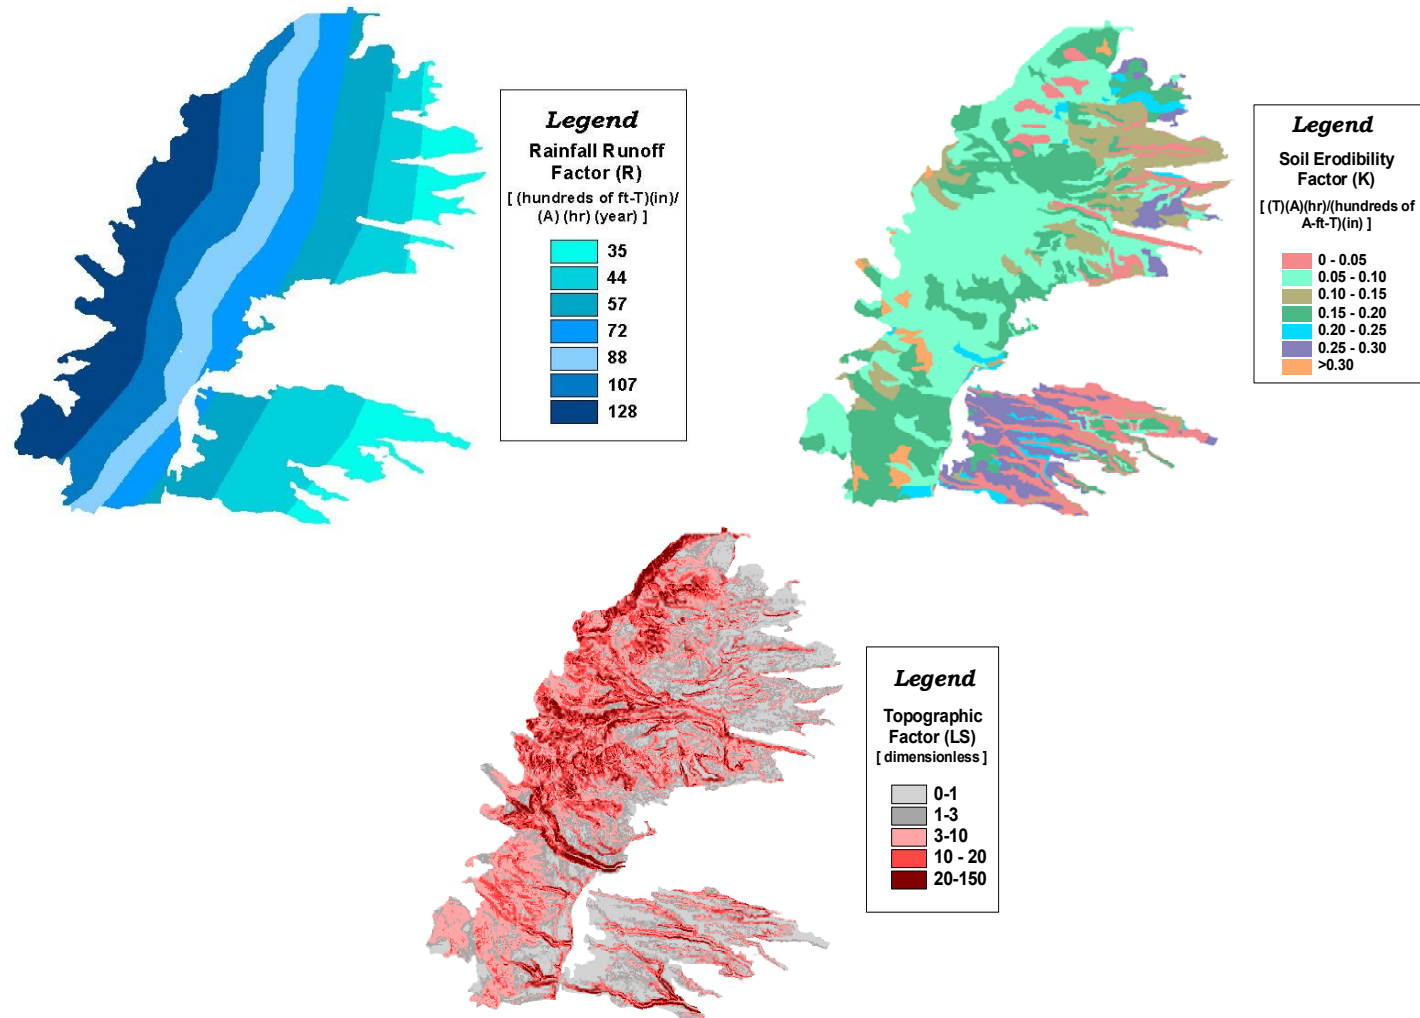 Legend
Rainfall Runoff
Factor (R)
[ (hundreds of ft-T)(in)/
(A) (hr) (year) ]
35
44
57
72
88
107
128
Legend
Soil Erodibility
Factor (K)
[ (T)(A)(hr)/(hundreds of
A-ft-T)(in) ]
0 - 0.05
0.05 - 0.10
0.10 - 0.15
0.15 - 0.20
0.20 - 0.25
0.25 - 0.30
>0.30
Legend
Topographic
Factor (LS)
[ dimensionless ]
0-1
1-3
3-10
10 - 20
20-150